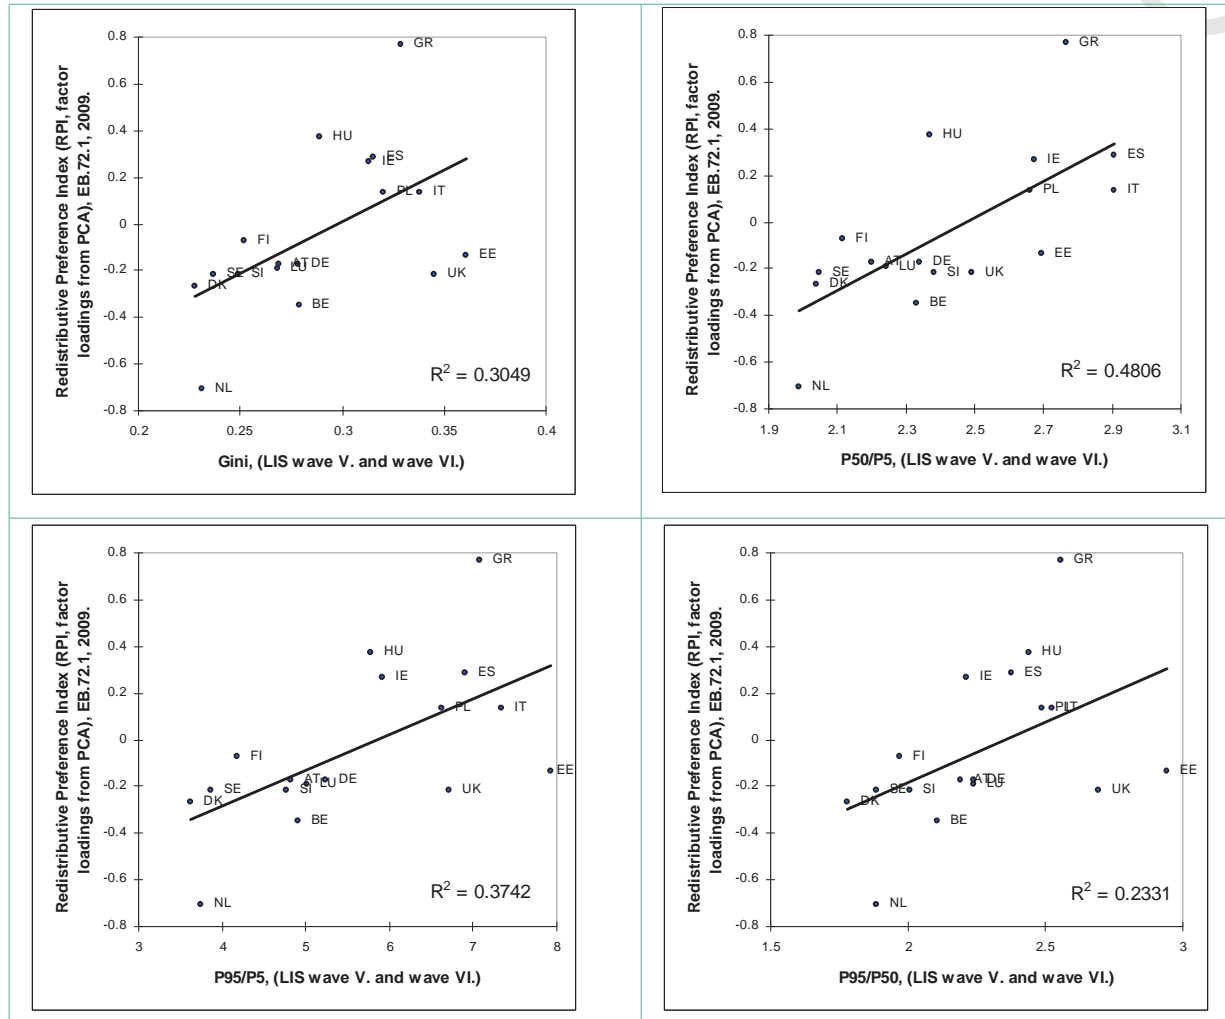 Redistributive Preference Index (RPI, factor
loadings from PCA), EB.72.1, 2009.
0.8
0.6
0.4
0.2
0
-0.2
-0.4
-0.6
-0.8
GR
HU
ES
IE
PL
IT
FI
EE
AT
DE
LU
SE
SI
UK
DK
BE
NL
R² = 0.3049
0.2
0.25
0.3
0.35
0.4
Gini, (LIS wave V. and wave VI.)
Redistributive Preference Index (RPI, factor
loadings from PCA), EB.72.1, 2009.
0.8
0.6
0.4
0.2
0
-0.2
-0.4
-0.6
-0.8
GR
HU
IE
ES
PL
IT
FI
EE
AT
LU
DE
SE
SI
UK
DK
BE
NL
R² = 0.4806
1.9
2.1
2.3
2.5
2.7
2.9
3.1
P50/P5, (LIS wave V. and wave VI.)
Redistributive Preference Index (RPI, factor
loadings from PCA), EB.72.1, 2009.
0.8
0.6
0.4
0.2
0
-0.2
-0.4
-0.6
-0.8
GR
HU
IE
ES
PL
IT
FI
EE
AT
LU
DE
SE
SI
UK
DK
BE
NL
R² = 0.3742
3
4
5
6
7
8
P95/P5, (LIS wave V. and wave VI.)
Redistributive Preference Index (RPI, factor
loadings from PCA), EB.72.1, 2009.
0.8
0.6
0.4
0.2
0
-0.2
-0.4
-0.6
-0.8
GR
HU
IE
ES
PL
IT
FI
EE
AT
DE
LU
SE
SI
UK
DK
BE
NL
R² = 0.2331
1.5
2
2.5
3
P95/P50, (LIS wave V. and wave VI.)